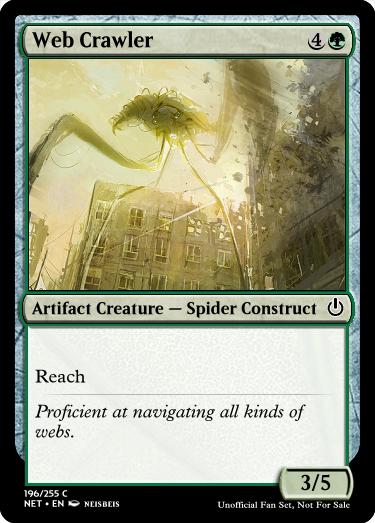 Web Crawler 4
Artifact Creature — Spider Construct
Reach
Proficient at navigating all kinds of
webs.
3/5
196/255 C
NET • EN NEISBEIS
Unofficial Fan Set, Not For Sale